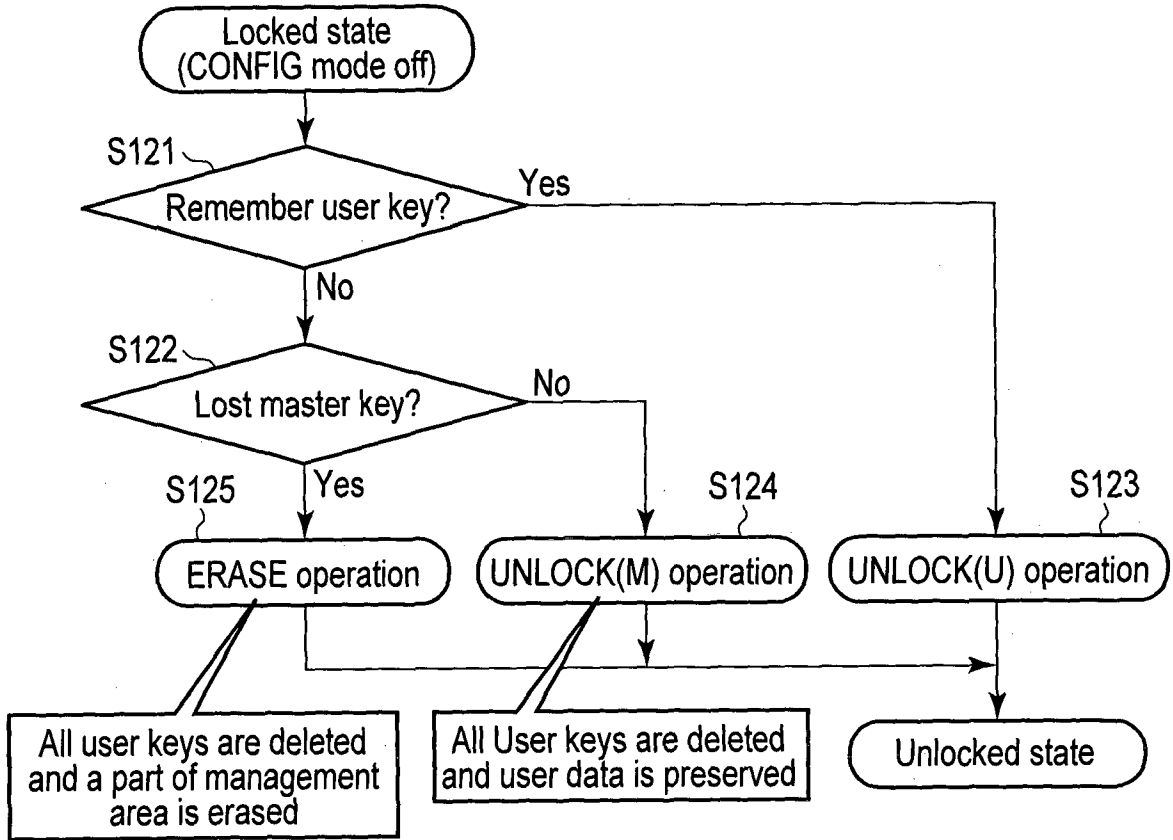 Locked state
(CONFIG mode off)
S121
Remember user key?
Yes
No
S122
Lost master key?
No
Yes
S125
S124
S123
ERASE operation
UNLOCK(M) operation
UNLOCK(U) operation
All user keys are deleted
and a part of management
area is erased
All User keys are deleted
and user data is preserved
Unlocked state